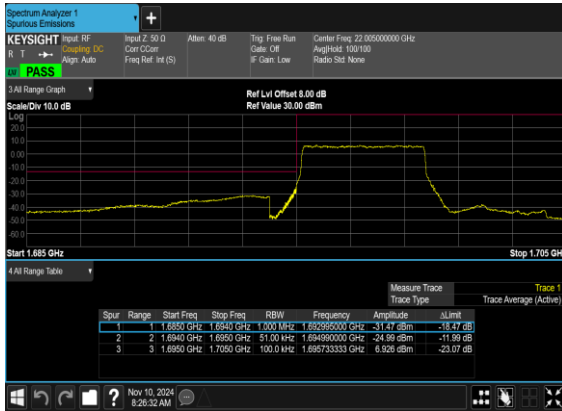 Spectrum Analyzer 1
Spurious Emissions
KEYSIGHT Input: RF Input Z: 50 Ω Atten: 40 dB Trig: Free Run Center Freq: 22.005000000 GHz
R T Coupling: DC Corr CCorr Gate: Off Avg|Hold: 100/100
Align: Auto Freq Ref: Int (S) IF Gain: Low Radio Std: None
PASS
3 All Range Graph
Scale/Div 10.0 dB
Ref Lvl Offset 8.00 dB
Ref Value 30.00 dBm
Log
20.0
10.0
0.00
-10.0
-20.0
-30.0
-40.0
-50.0
-60.0
Start 1.685 GHz Stop 1.705 GHz
4 All Range Table
Measure Trace Trace 1
Trace Type Trace Average (Active)
Spur Range Start Freq Stop Freq RBW Frequency Amplitude ΔLimit
1 1 1.6850 GHz 1.6940 GHz 1.000 MHz 1.692995000 GHz -31.47 dBm -18.47 dB
2 2 1.6940 GHz 1.6950 GHz 51.00 kHz 1.694990000 GHz -24.99 dBm -11.99 dB
3 3 1.6950 GHz 1.7050 GHz 100.0 kHz 1.695733333 GHz 6.926 dBm -23.07 dB
Nov 10, 2024
8:26:32 AM